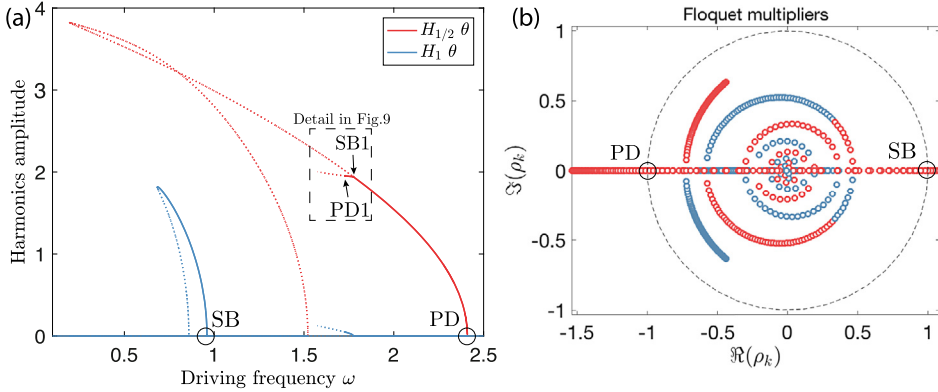 (a)
4
3
2
1
0
0.5
1
1.5
2
2.5
Harmonics amplitude
Driving frequency ω
H1/2 θ
H1 θ
Detail in Fig.9
SB1
PD1
SB
PD
(b)
Floquet multipliers
1
0.5
0
-0.5
-1
-1.5
-1
-0.5
0
0.5
1
ℑ(ρk)
ℜ(ρk)
PD
SB